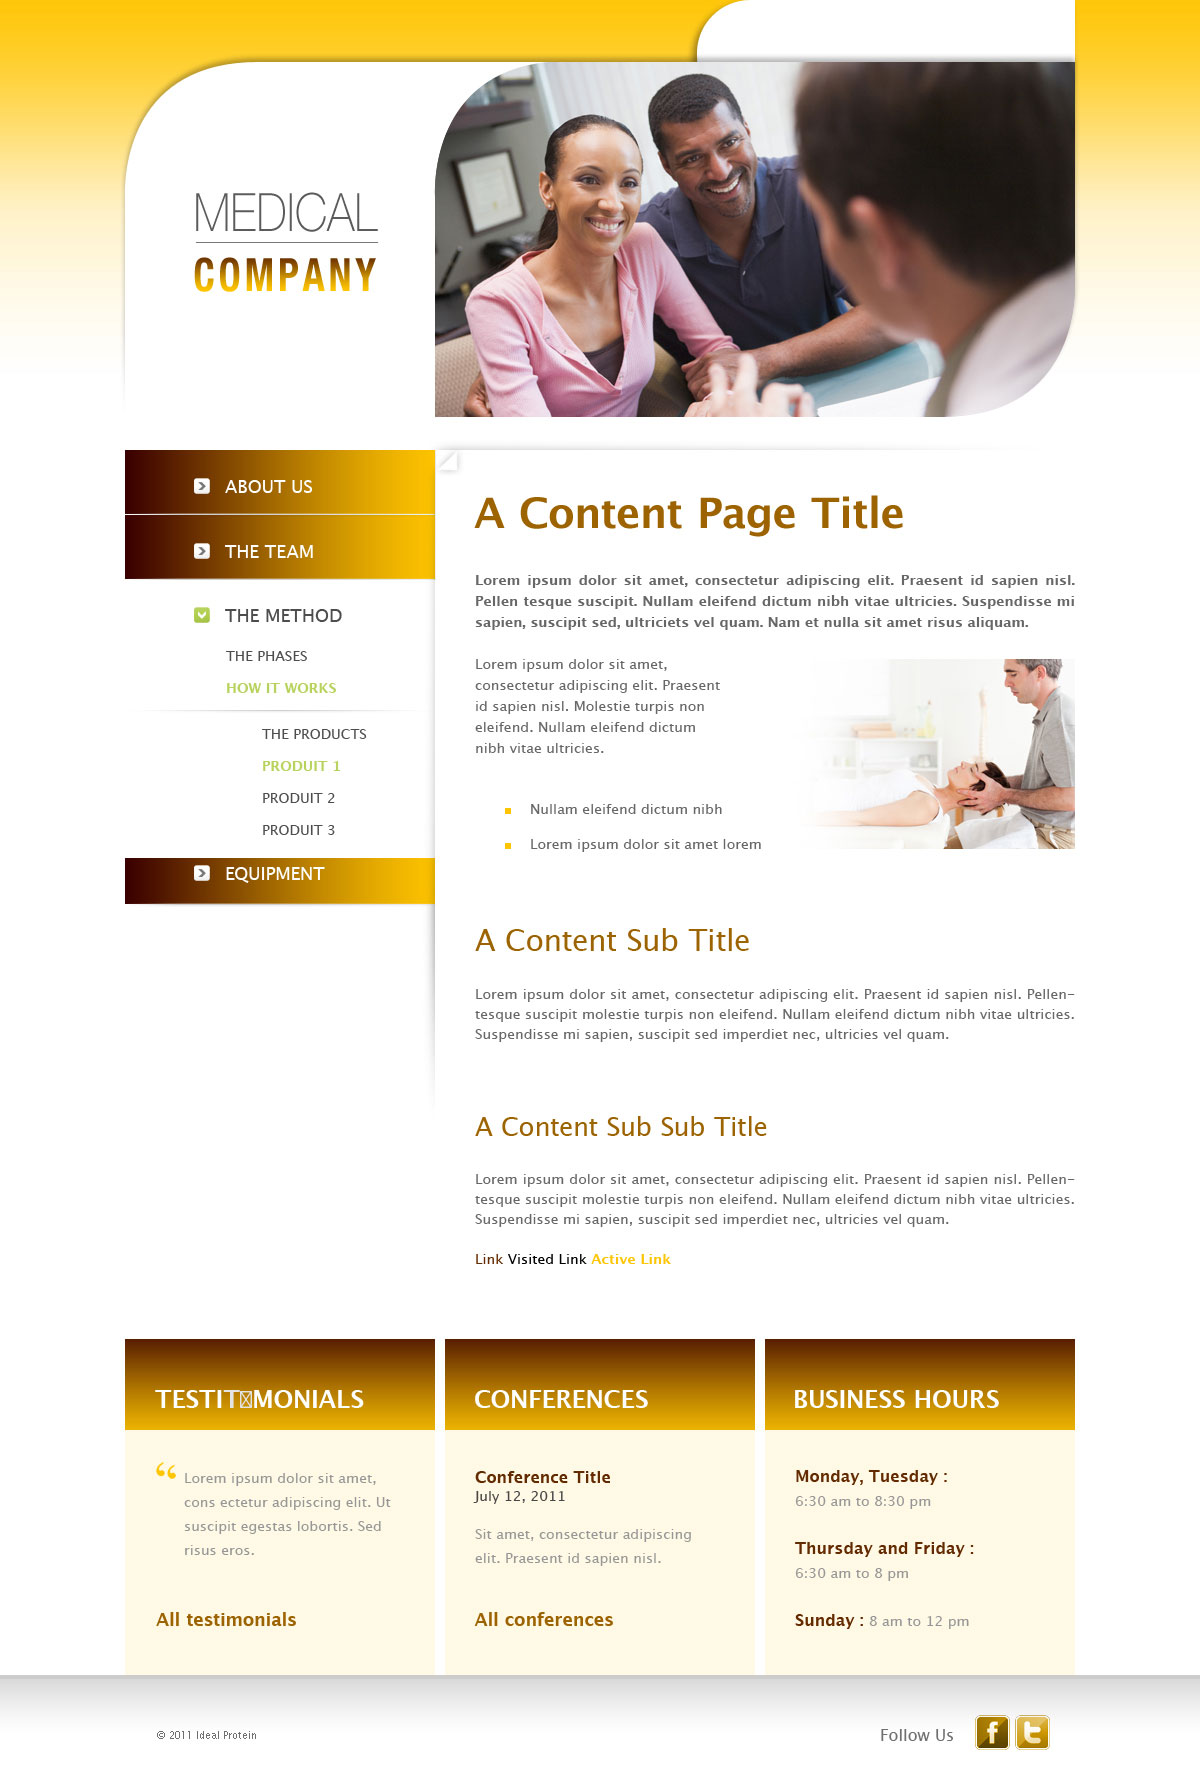 MEDICAL
COMPANY
ABOUT US
THE TEAM
THE METHOD
THE PHASES
HOW IT WORKS
THE PRODUCTS
PRODUIT 1
PRODUIT 2
PRODUIT 3
EQUIPMENT
A Content Page Title
Lorem ipsum dolor sit amet, consectetur adipiscing elit. Praesent id sapien nisl.
Pellen tesque suscipit. Nullam eleifend dictum nibh vitae ultricies. Suspendisse mi
sapien, suscipit sed, ultriciets vel quam. Nam et nulla sit amet risus aliquam.
Lorem ipsum dolor sit amet,
consectetur adipiscing elit. Praesent
id sapien nisl. Molestie turpis non
eleifend. Nullam eleifend dictum
nibh vitae ultricies.
Nullam eleifend dictum nibh
Lorem ipsum dolor sit amet lorem
A Content Sub Title
Lorem ipsum dolor sit amet, consectetur adipiscing elit. Praesent id sapien nisl. Pellen-
tesque suscipit molestie turpis non eleifend. Nullam eleifend dictum nibh vitae ultricies.
Suspendisse mi sapien, suscipit sed imperdiet nec, ultricies vel quam.
A Content Sub Sub Title
Lorem ipsum dolor sit amet, consectetur adipiscing elit. Praesent id sapien nisl. Pellen-
tesque suscipit molestie turpis non eleifend. Nullam eleifend dictum nibh vitae ultricies.
Suspendisse mi sapien, suscipit sed imperdiet nec, ultricies vel quam.
Link Visited Link Active Link
TESTIT☒MONIALS
“ Lorem ipsum dolor sit amet,
cons ectetur adipiscing elit. Ut
suscipit egestas lobortis. Sed
risus eros.
All testimonials
CONFERENCES
Conference Title
July 12, 2011
Sit amet, consectetur adipiscing
elit. Praesent id sapien nisl.
All conferences
BUSINESS HOURS
Monday, Tuesday :
6:30 am to 8:30 pm
Thursday and Friday :
6:30 am to 8 pm
Sunday : 8 am to 12 pm
© 2011 Ideal Protein
Follow Us f t